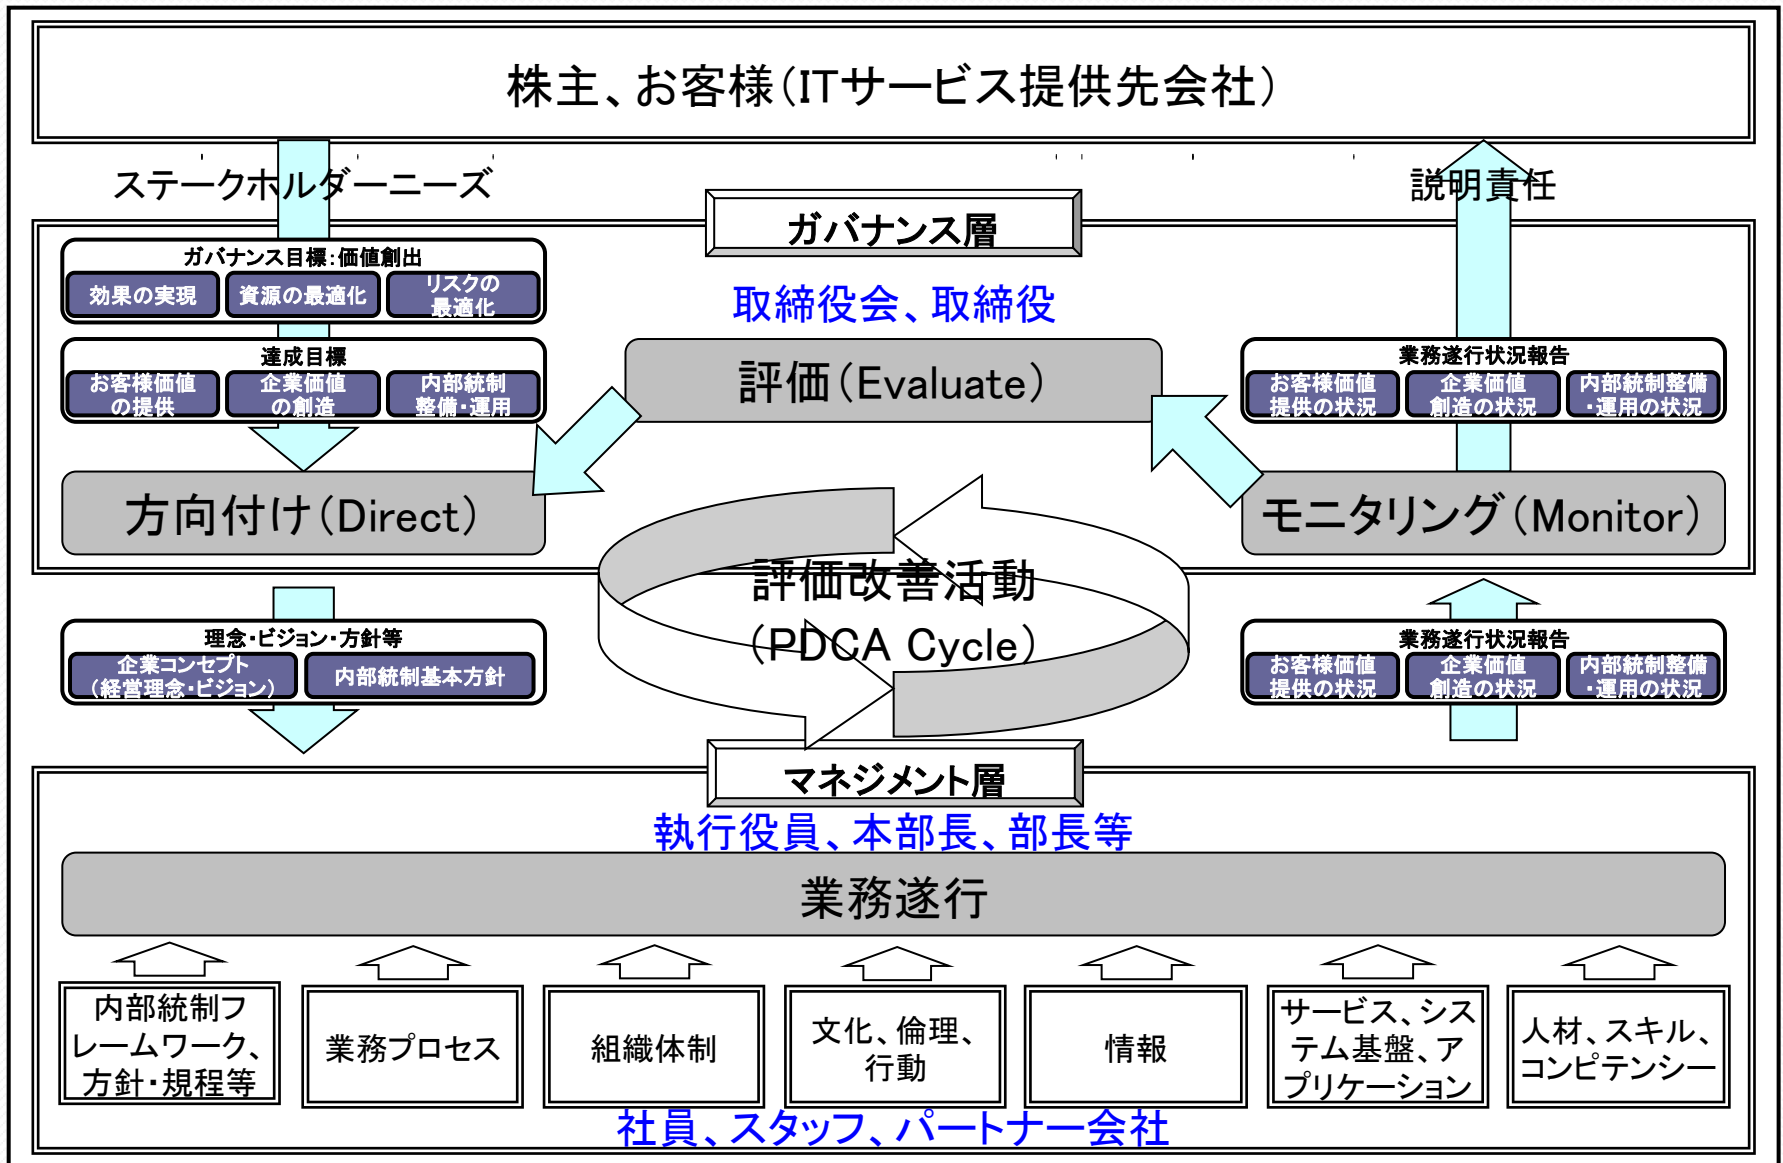 株主、お客様(ITサービス提供先会社)
ステークホルダーニーズ
説明責任
ガバナンス層
ガバナンス目標:価値創出
効果の実現
資源の最適化
リスクの
最適化
取締役会、取締役
達成目標
お客様価値
の提供
企業価値
の創造
内部統制
整備・運用
評価(Evaluate)
業務遂行状況報告
お客様価値
提供の状況
企業価値
創造の状況
内部統制整備
・運用の状況
方向付け(Direct)
モニタリング(Monitor)
評価改善活動
(PDCA Cycle)
理念・ビジョン・方針等
企業コンセプト
(経営理念・ビジョン)
内部統制基本方針
業務遂行状況報告
お客様価値
提供の状況
企業価値
創造の状況
内部統制整備
・運用の状況
マネジメント層
執行役員、本部長、部長等
業務遂行
内部統制フ
レームワーク、
方針・規程等
業務プロセス
組織体制
文化、倫理、
行動
情報
サービス、シス
テム基盤、ア
プリケーション
人材、スキル、
コンピテンシー
社員、スタッフ、パートナー会社